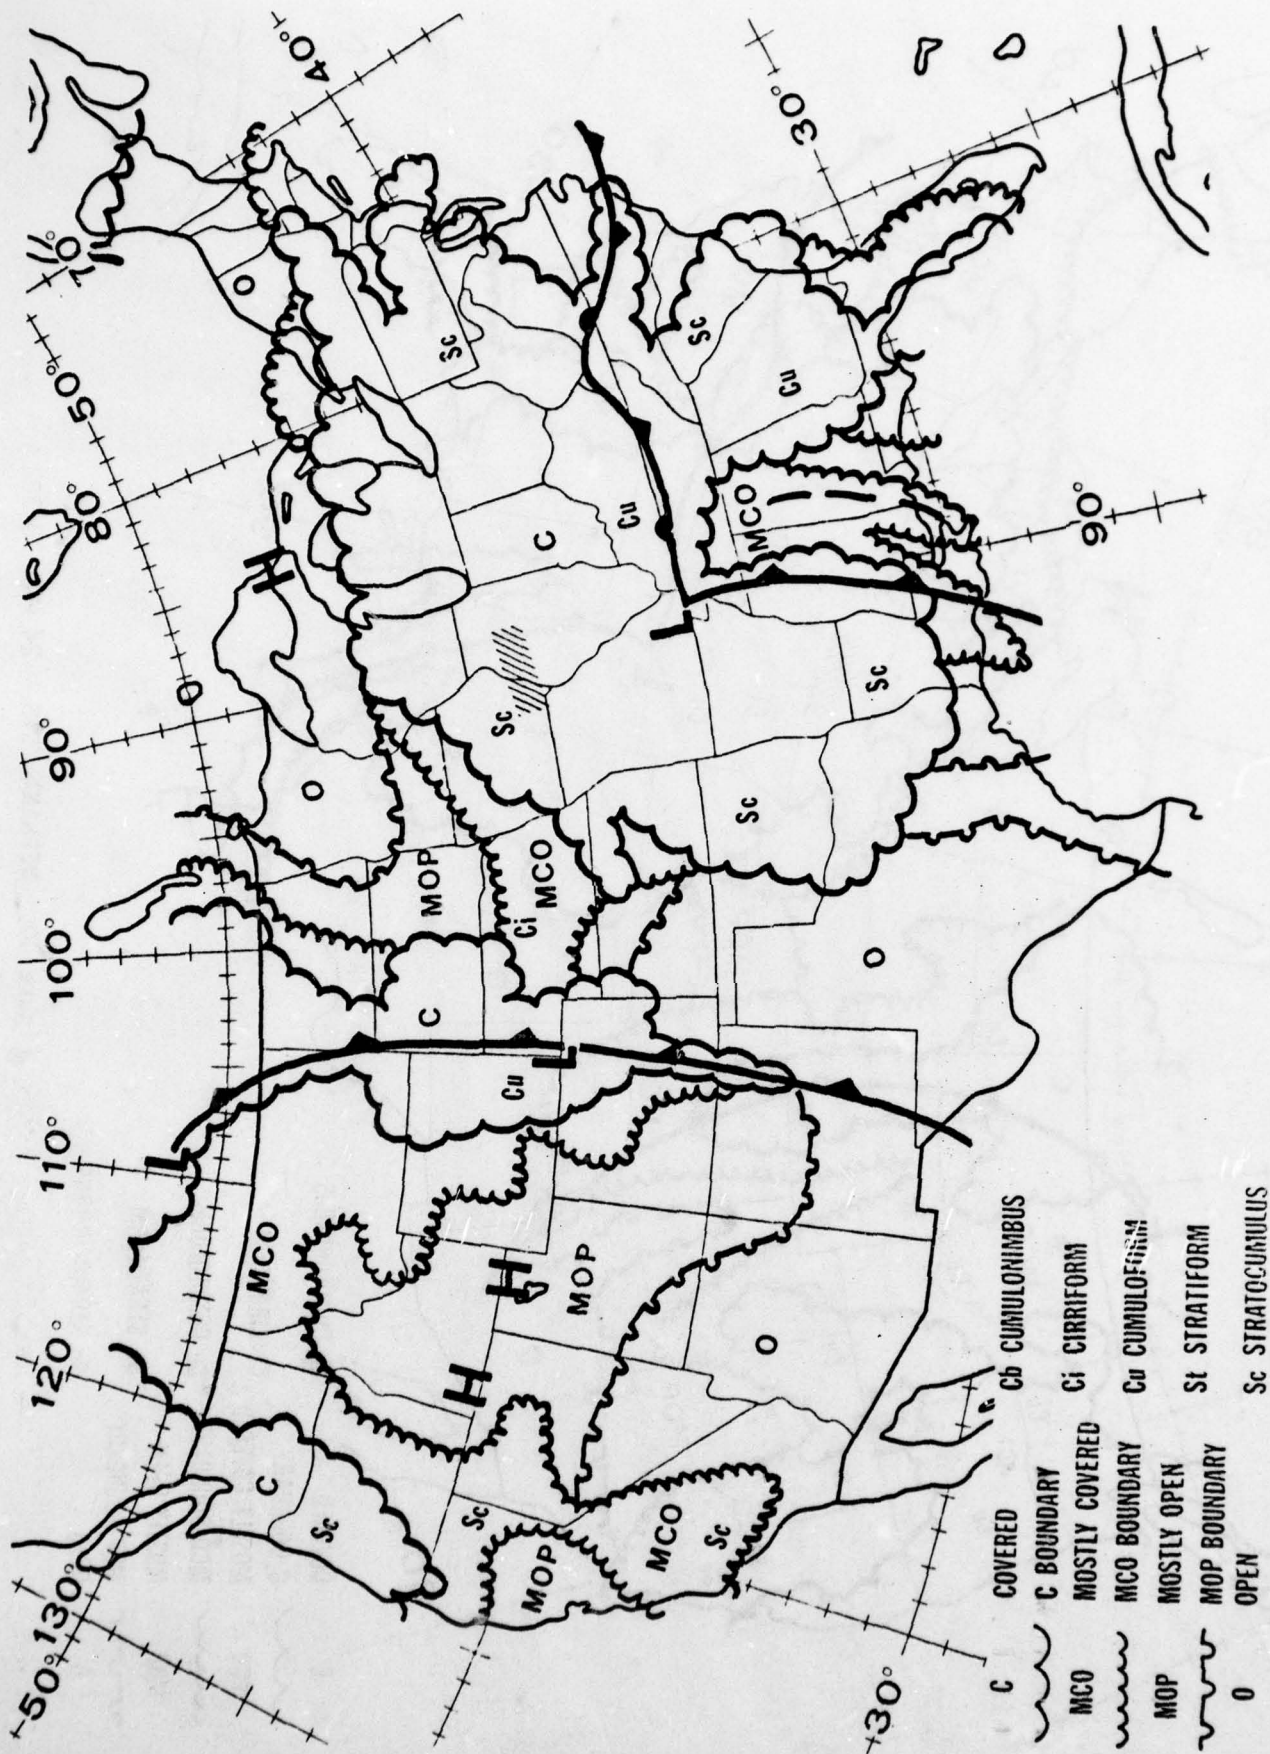 50° 130°
120°
110°
100°
90°
80°
50°
70°
40°
L
O
H
O
MCO
C
O
Sc
MOP
C
Sc
H
Sc
Sc
H
Cu
Ci
MOP
MCO
C
L
MOP
Cu
MCO
L
Sc
Sc
Sc
MCO
O
Cu
30°
O
Sc
30°
90°
C COVERED
C BOUNDARY
MCO MOSTLY COVERED
MCO BOUNDARY
MOP MOSTLY OPEN
MOP BOUNDARY
O OPEN
Cb CUMULONIMBUS
Ci CIRRIFORM
Cu CUMULOFORM
St STRATIFORM
Sc STRATOCUMULUS